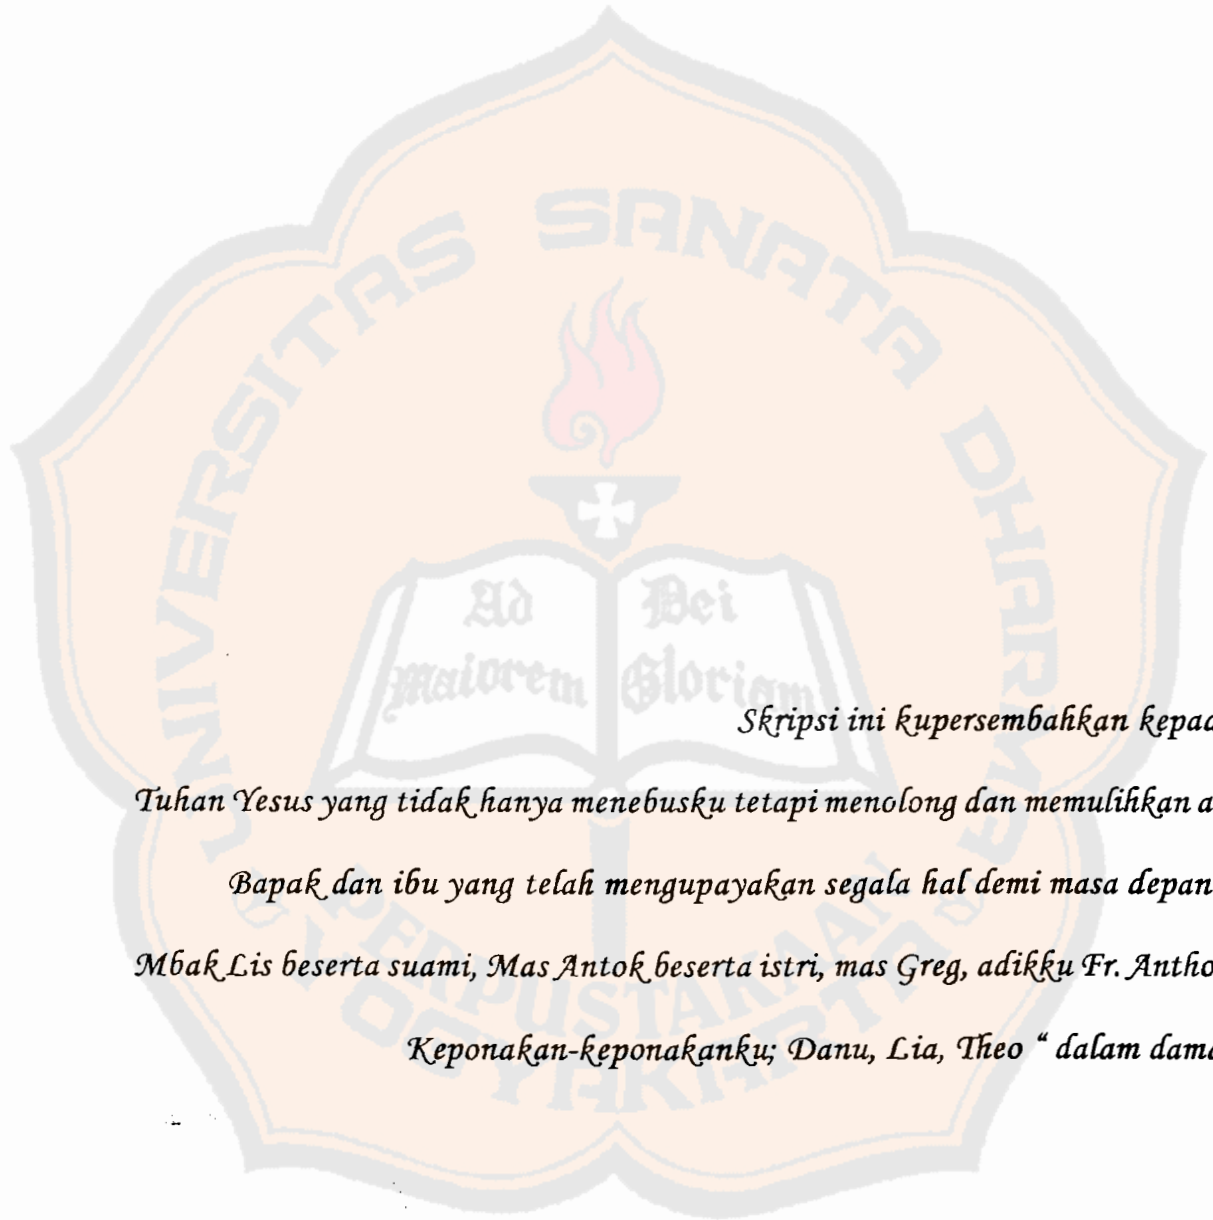 UNIVERSITAS SANATA DHARMA
Ad Dei
Maiorem Gloriam
Skripsi ini kupersembahkan kepad
Tuhan Yesus yang tidak hanya menebusku tetapi menolong dan memulihkan a
Bapak dan ibu yang telah mengupayakan segala hal demi masa depan
Mbak Lis beserta suami, Mas Antok beserta istri, mas Greg, adikku Fr. Antho
Keponakan-keponakanku; Danu, Lia, Theo “ dalam dama
PERPUSTAKAAN
YOGYAKARTA